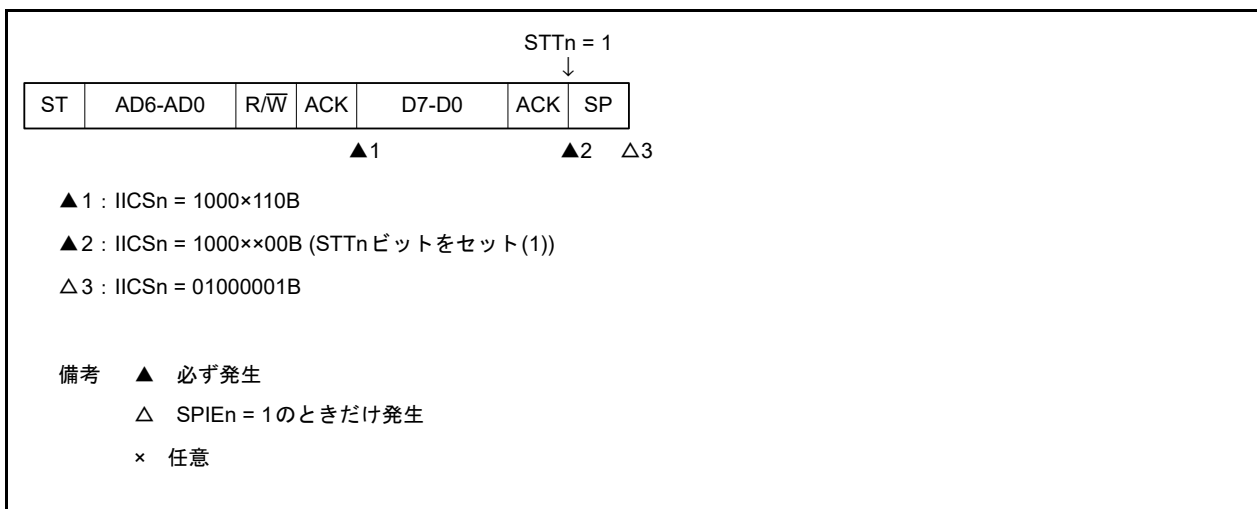 STTn = 1
↓
ST AD6-AD0 R/W̅ ACK D7-D0 ACK SP
▲1 ▲2 △3
▲1：IICSn = 1000×110B
▲2：IICSn = 1000××00B (STTnビットをセット(1))
△3：IICSn = 01000001B
備考 ▲ 必ず発生
△ SPIEn = 1のときだけ発生
× 任意